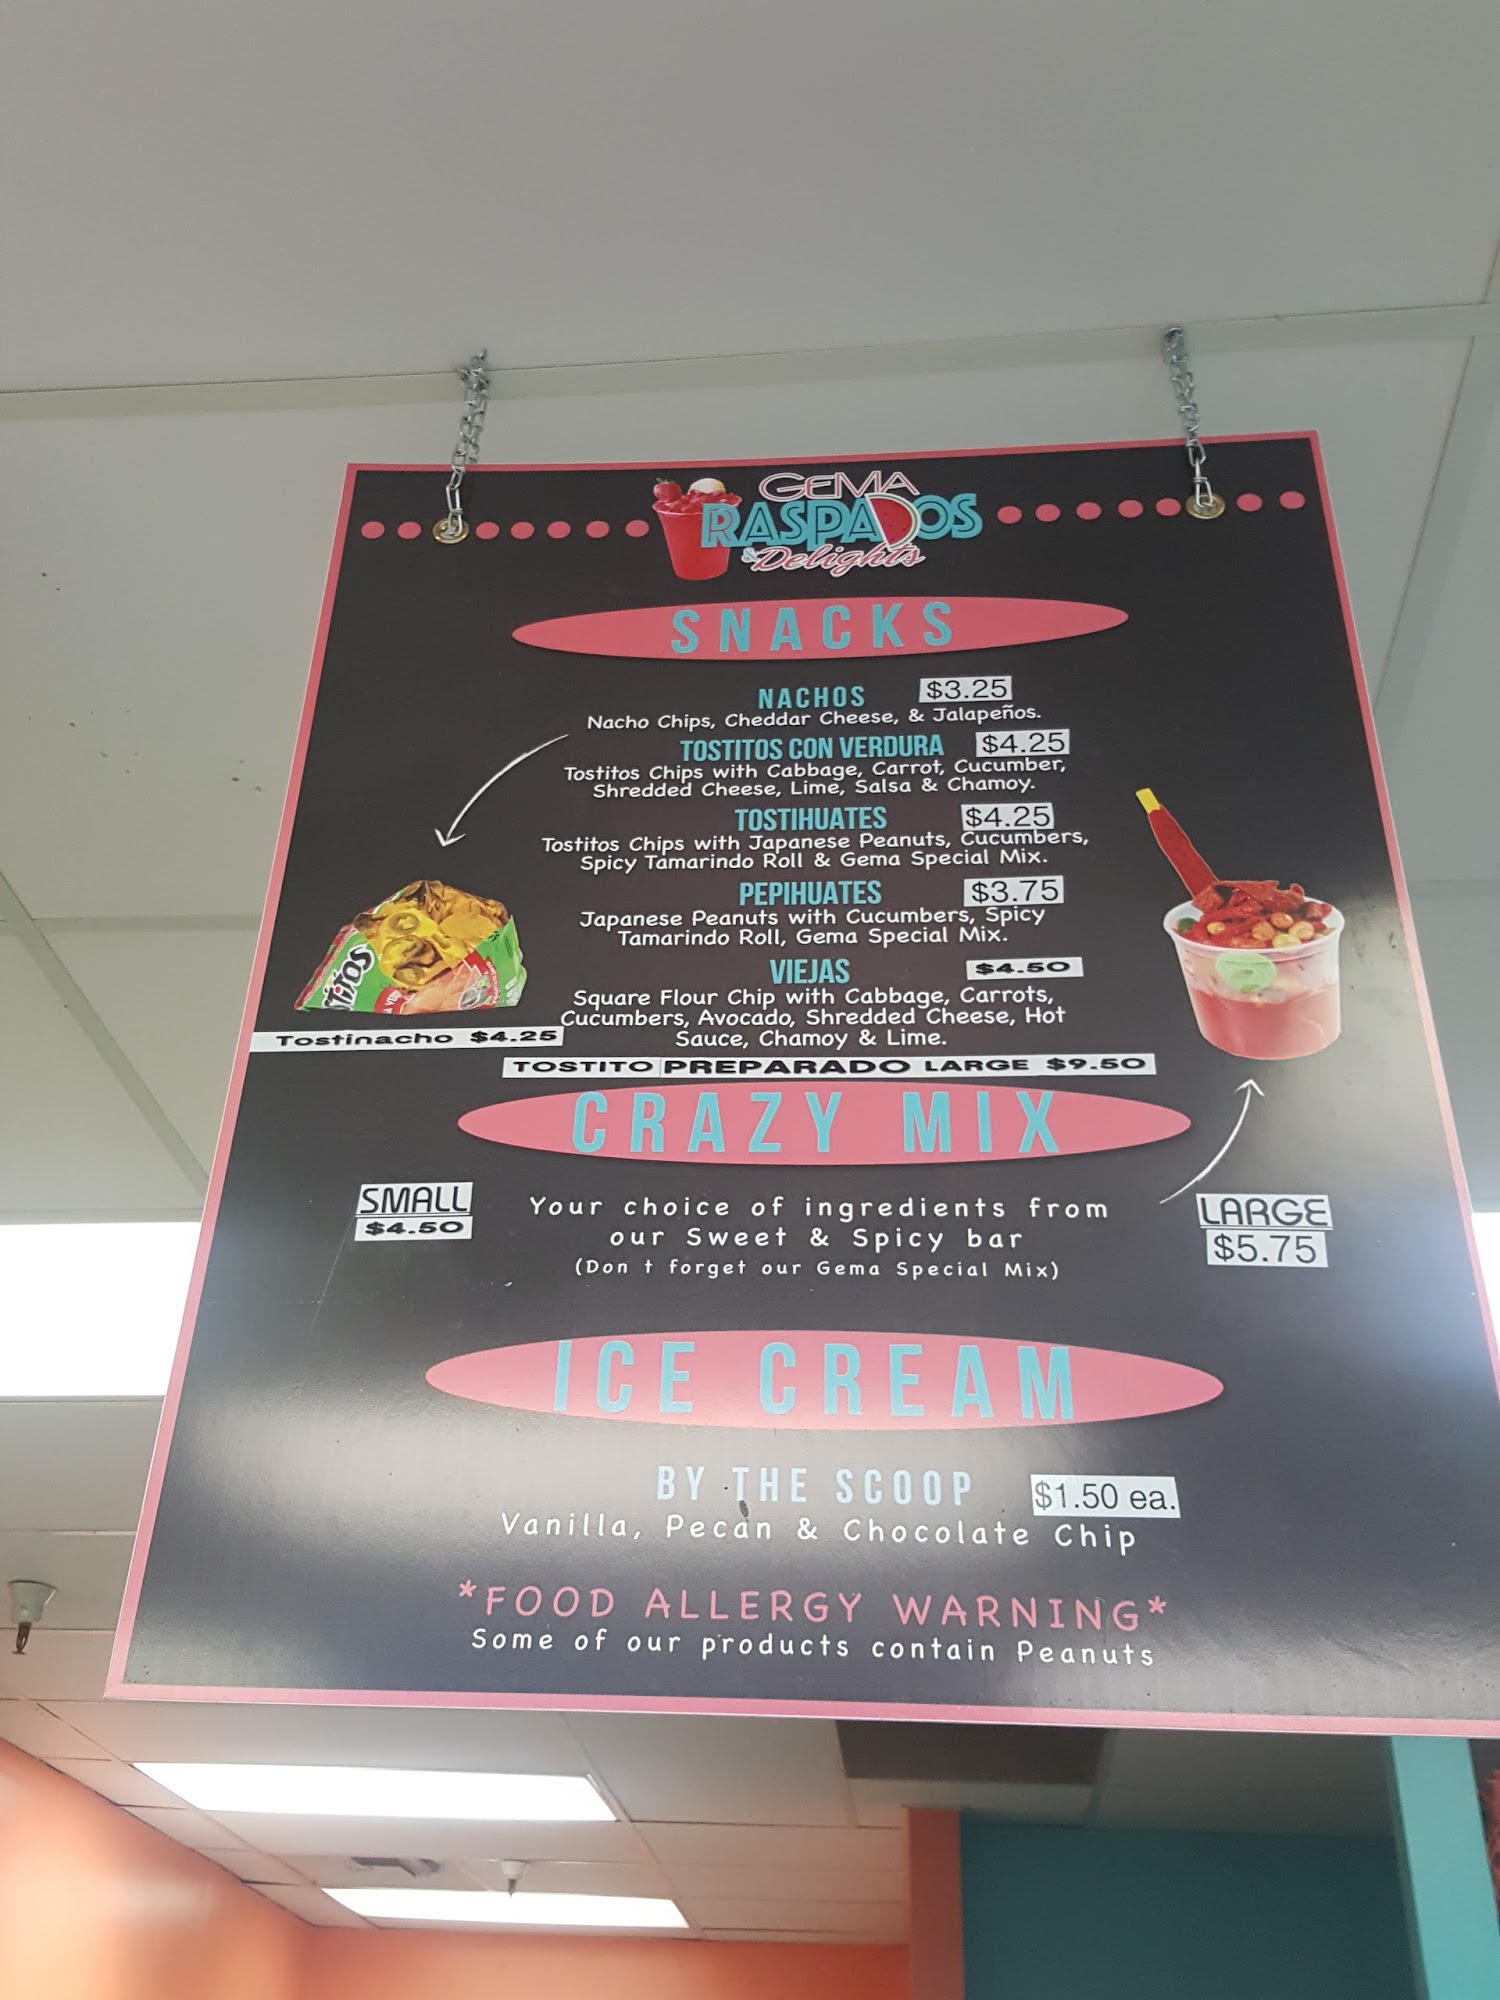 GEMA
RASPADOS
& Delights
SNACKS
NACHOS $3.25
Nacho Chips, Cheddar Cheese, & Jalapeños.
TOSTITOS CON VERDURA $4.25
Tostitos Chips with Cabbage, Carrot, Cucumber,
Shredded Cheese, Lime, Salsa & Chamoy.
TOSTIHUATES $4.25
Tostitos Chips with Japanese Peanuts, Cucumbers,
Spicy Tamarindo Roll & Gema Special Mix.
PEPIHUATES $3.75
Japanese Peanuts with Cucumbers, Spicy
Tamarindo Roll, Gema Special Mix.
VIEJAS $4.50
Square Flour Chip with Cabbage, Carrots,
Cucumbers, Avocado, Shredded Cheese, Hot
Sauce, Chamoy & Lime.
Tostinacho $4.25
TOSTITO PREPARADO LARGE $9.50
CRAZY MIX
SMALL
$4.50
Your choice of ingredients from
our Sweet & Spicy bar
(Don t forget our Gema Special Mix)
LARGE
$5.75
ICE CREAM
BY THE SCOOP $1.50 ea.
Vanilla, Pecan & Chocolate Chip
*FOOD ALLERGY WARNING*
Some of our products contain Peanuts